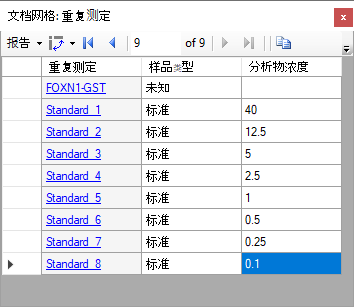 文档网格: 重复测定
报告 9 of 9
重复测定 样品类型 分析物浓度
FOXN1-GST 未知
Standard_1 标准 40
Standard_2 标准 12.5
Standard_3 标准 5
Standard_4 标准 2.5
Standard_5 标准 1
Standard_6 标准 0.5
Standard_7 标准 0.25
Standard_8 标准 0.1